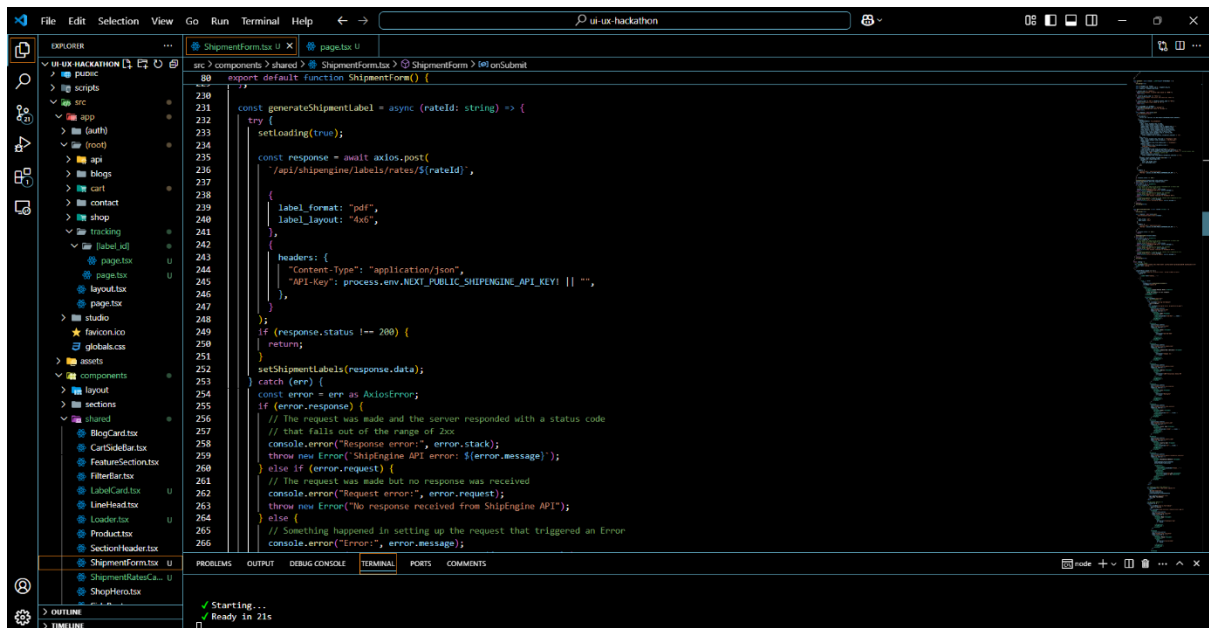 File Edit Selection View Go Run Terminal Help
ui-ux-hackathon
EXPLORER
UI-UX-HACKATHON
public
scripts
src
app
(auth)
(root)
api
blogs
cart
contact
shop
tracking
[label_id]
page.tsx U
page.tsx U
layout.tsx
page.tsx
studio
favicon.ico
globals.css
assets
components
layout
sections
shared
BlogCard.tsx
CartSideBar.tsx
FeatureSection.tsx
FilterBar.tsx
LabelCard.tsx U
LineHead.tsx
Loader.tsx U
Product.tsx
SectionHeader.tsx
ShipmentForm.tsx U
ShipmentRatesCa... U
ShopHero.tsx
OUTLINE
TIMELINE
21
1
ShipmentForm.tsx U page.tsx U
src > components > shared > ShipmentForm.tsx > ShipmentForm > onSubmit
80 export default function ShipmentForm() {
230
231 const generateShipmentLabel = async (rateId: string) => {
232 try {
233 setLoading(true);
234
235 const response = await axios.post(
236 `/api/shipengine/labels/rates/${rateId}`,
237
238 {
239 label_format: "pdf",
240 label_layout: "4x6",
241 },
242 {
243 headers: {
244 "Content-Type": "application/json",
245 "API-Key": process.env.NEXT_PUBLIC_SHIPENGINE_API_KEY! || "",
246 },
247 }
248 );
249 if (response.status !== 200) {
250 return;
251 }
252 setShipmentLabels(response.data);
253 } catch (err) {
254 const error = err as AxiosError;
255 if (error.response) {
256 // The request was made and the server responded with a status code
257 // that falls out of the range of 2xx
258 console.error("Response error:", error.stack);
259 throw new Error(`ShipEngine API error: ${error.message}`);
260 } else if (error.request) {
261 // The request was made but no response was received
262 console.error("Request error:", error.request);
263 throw new Error("No response received from ShipEngine API");
264 } else {
265 // Something happened in setting up the request that triggered an Error
266 console.error("Error:", error.message);
PROBLEMS OUTPUT DEBUG CONSOLE TERMINAL PORTS COMMENTS
node
✓ Starting...
✓ Ready in 21s